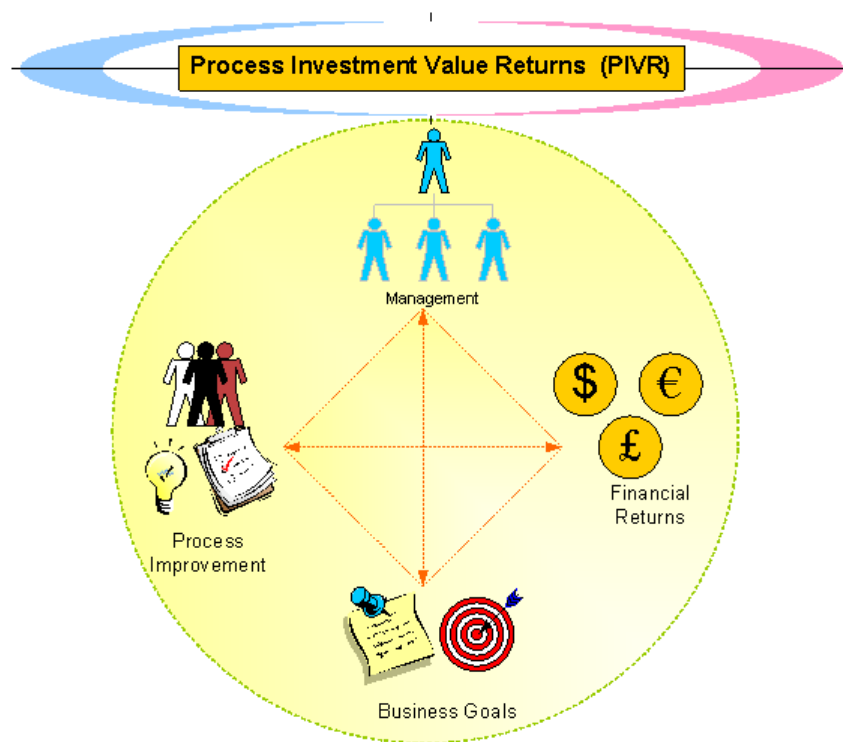 Process Investment Value Returns (PIVR)
Management
$
€
£
Financial
Returns
Process
Improvement
Business Goals